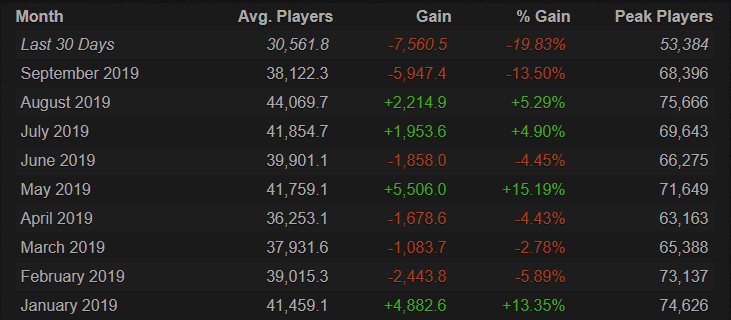 Month Avg. Players Gain % Gain Peak Players
Last 30 Days 30,561.8 -7,560.5 -19.83% 53,384
September 2019 38,122.3 -5,947.4 -13.50% 68,396
August 2019 44,069.7 +2,214.9 +5.29% 75,666
July 2019 41,854.7 +1,953.6 +4.90% 69,643
June 2019 39,901.1 -1,858.0 -4.45% 66,275
May 2019 41,759.1 +5,506.0 +15.19% 71,649
April 2019 36,253.1 -1,678.6 -4.43% 63,163
March 2019 37,931.6 -1,083.7 -2.78% 65,388
February 2019 39,015.3 -2,443.8 -5.89% 73,137
January 2019 41,459.1 +4,882.6 +13.35% 74,626